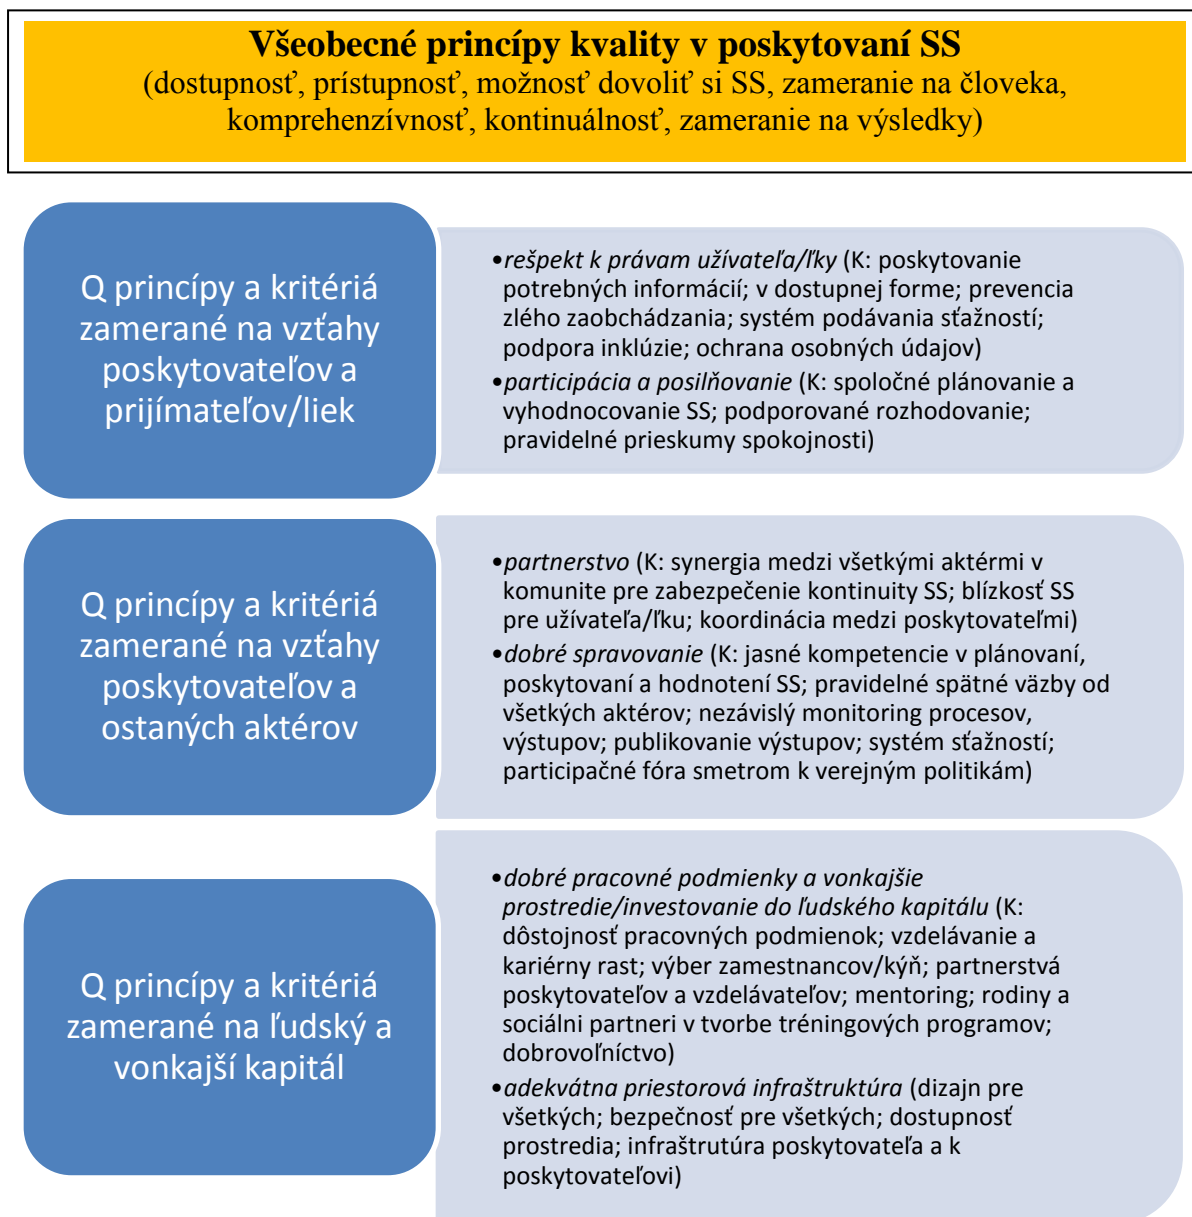 Všeobecné princípy kvality v poskytovaní SS
(dostupnosť, prístupnosť, možnosť dovoliť si SS, zameranie na človeka,
komprehenzívnosť, kontinuálnosť, zameranie na výsledky)
Q princípy a kritériá
zamerané na vzťahy
poskytovateľov a
prijímateľov/liek
•rešpekt k právam užívateľa/ľky (K: poskytovanie
potrebných informácií; v dostupnej forme; prevencia
zlého zaobchádzania; systém podávania sťažností;
podpora inklúzie; ochrana osobných údajov)
•participácia a posilňovanie (K: spoločné plánovanie a
vyhodnocovanie SS; podporované rozhodovanie;
pravidelné prieskumy spokojnosti)
Q princípy a kritériá
zamerané na vzťahy
poskytovateľov a
ostaných aktérov
•partnerstvo (K: synergia medzi všetkými aktérmi v
komunite pre zabezpečenie kontinuity SS; blízkosť SS
pre užívateľa/ľku; koordinácia medzi poskytovateľmi)
•dobré spravovanie (K: jasné kompetencie v plánovaní,
poskytovaní a hodnotení SS; pravidelné spätné väzby od
všetkých aktérov; nezávislý monitoring procesov,
výstupov; publikovanie výstupov; systém sťažností;
participačné fóra smetrom k verejným politikám)
Q princípy a kritériá
zamerané na ľudský a
vonkajší kapitál
•dobré pracovné podmienky a vonkajšie
prostredie/investovanie do ľudského kapitálu (K:
dôstojnosť pracovných podmienok; vzdelávanie a
kariérny rast; výber zamestnancov/kýň; partnerstvá
poskytovateľov a vzdelávateľov; mentoring; rodiny a
sociálni partneri v tvorbe tréningových programov;
dobrovoľníctvo)
•adekvátna priestorová infraštruktúra (dizajn pre
všetkých; bezpečnosť pre všetkých; dostupnosť
prostredia; infraštrutúra poskytovateľa a k
poskytovateľovi)